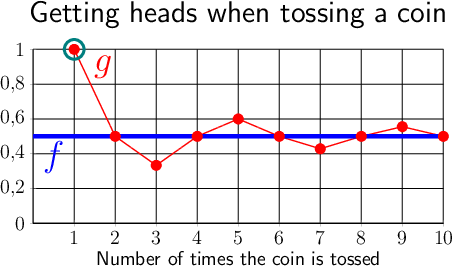 Getting heads when tossing a coin
1
g
0,8
0,6
0,4
f
0,2
0
1 2 3 4 5 6 7 8 9 10
Number of times the coin is tossed